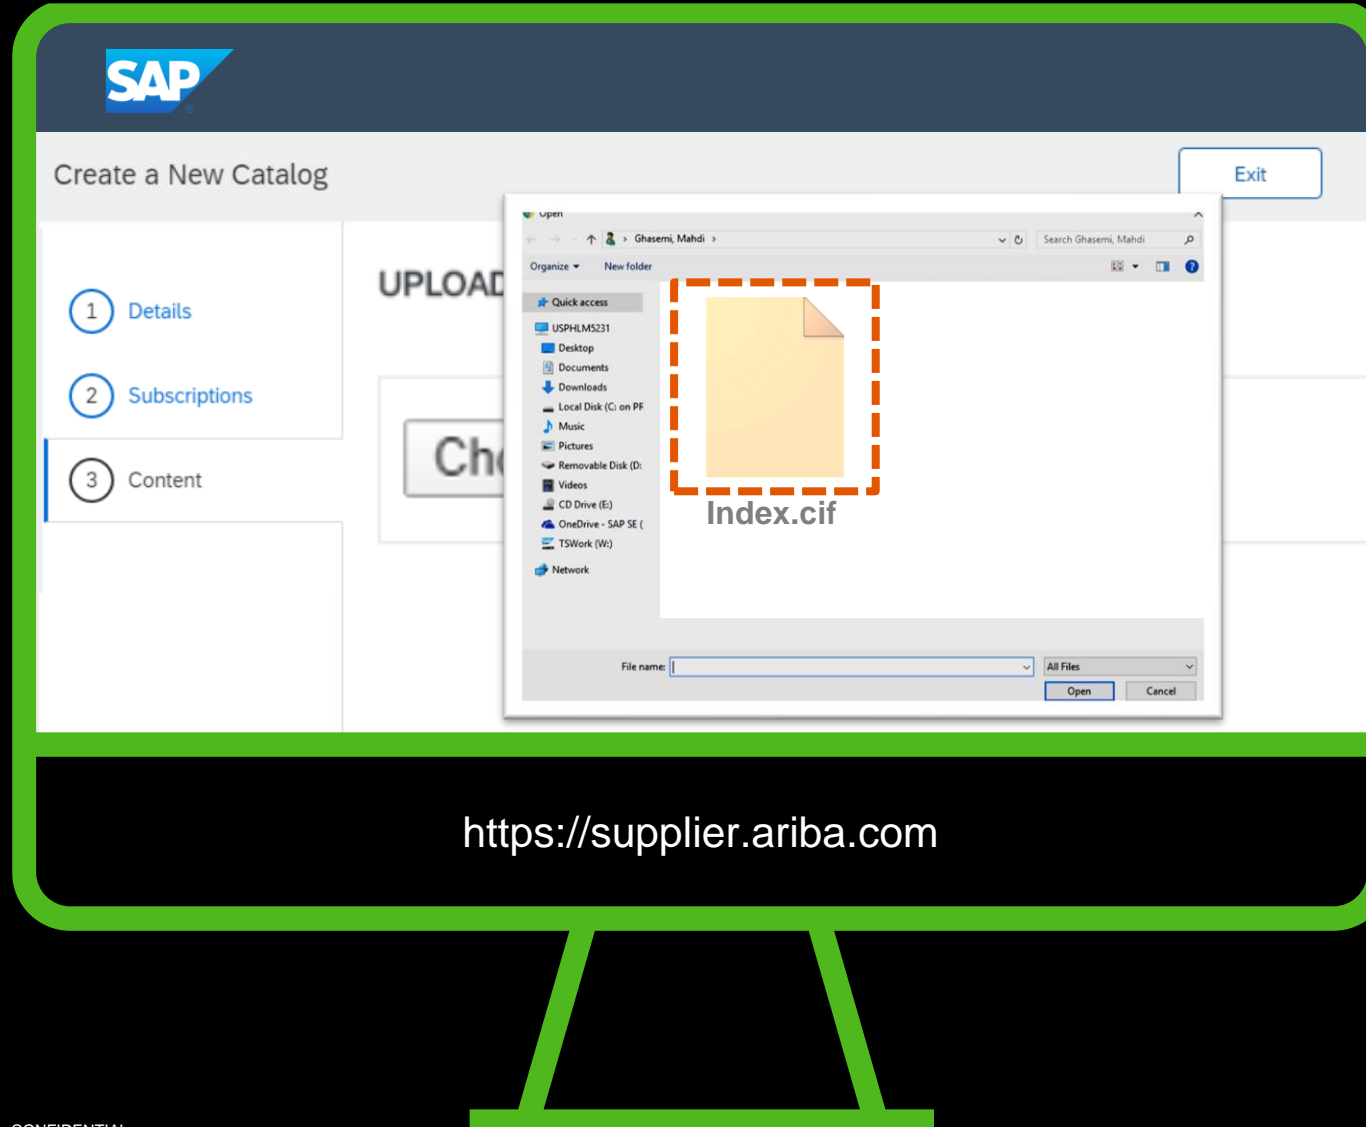 SAP
Create a New Catalog
Exit
Open
Ghasemi, Mahdi
Search Ghasemi, Mahdi
Organize
New folder
UPLOAD
1 Details
2 Subscriptions
3 Content
Quick access
USPHLM5231
Desktop
Documents
Downloads
Local Disk (C: on PF
Music
Pictures
Removable Disk (D:
Videos
CD Drive (E:)
OneDrive - SAP SE (
TSWork (W:)
Network
Index.cif
File name:
All Files
Open
Cancel
https://supplier.ariba.com
CONFIDENTIAL